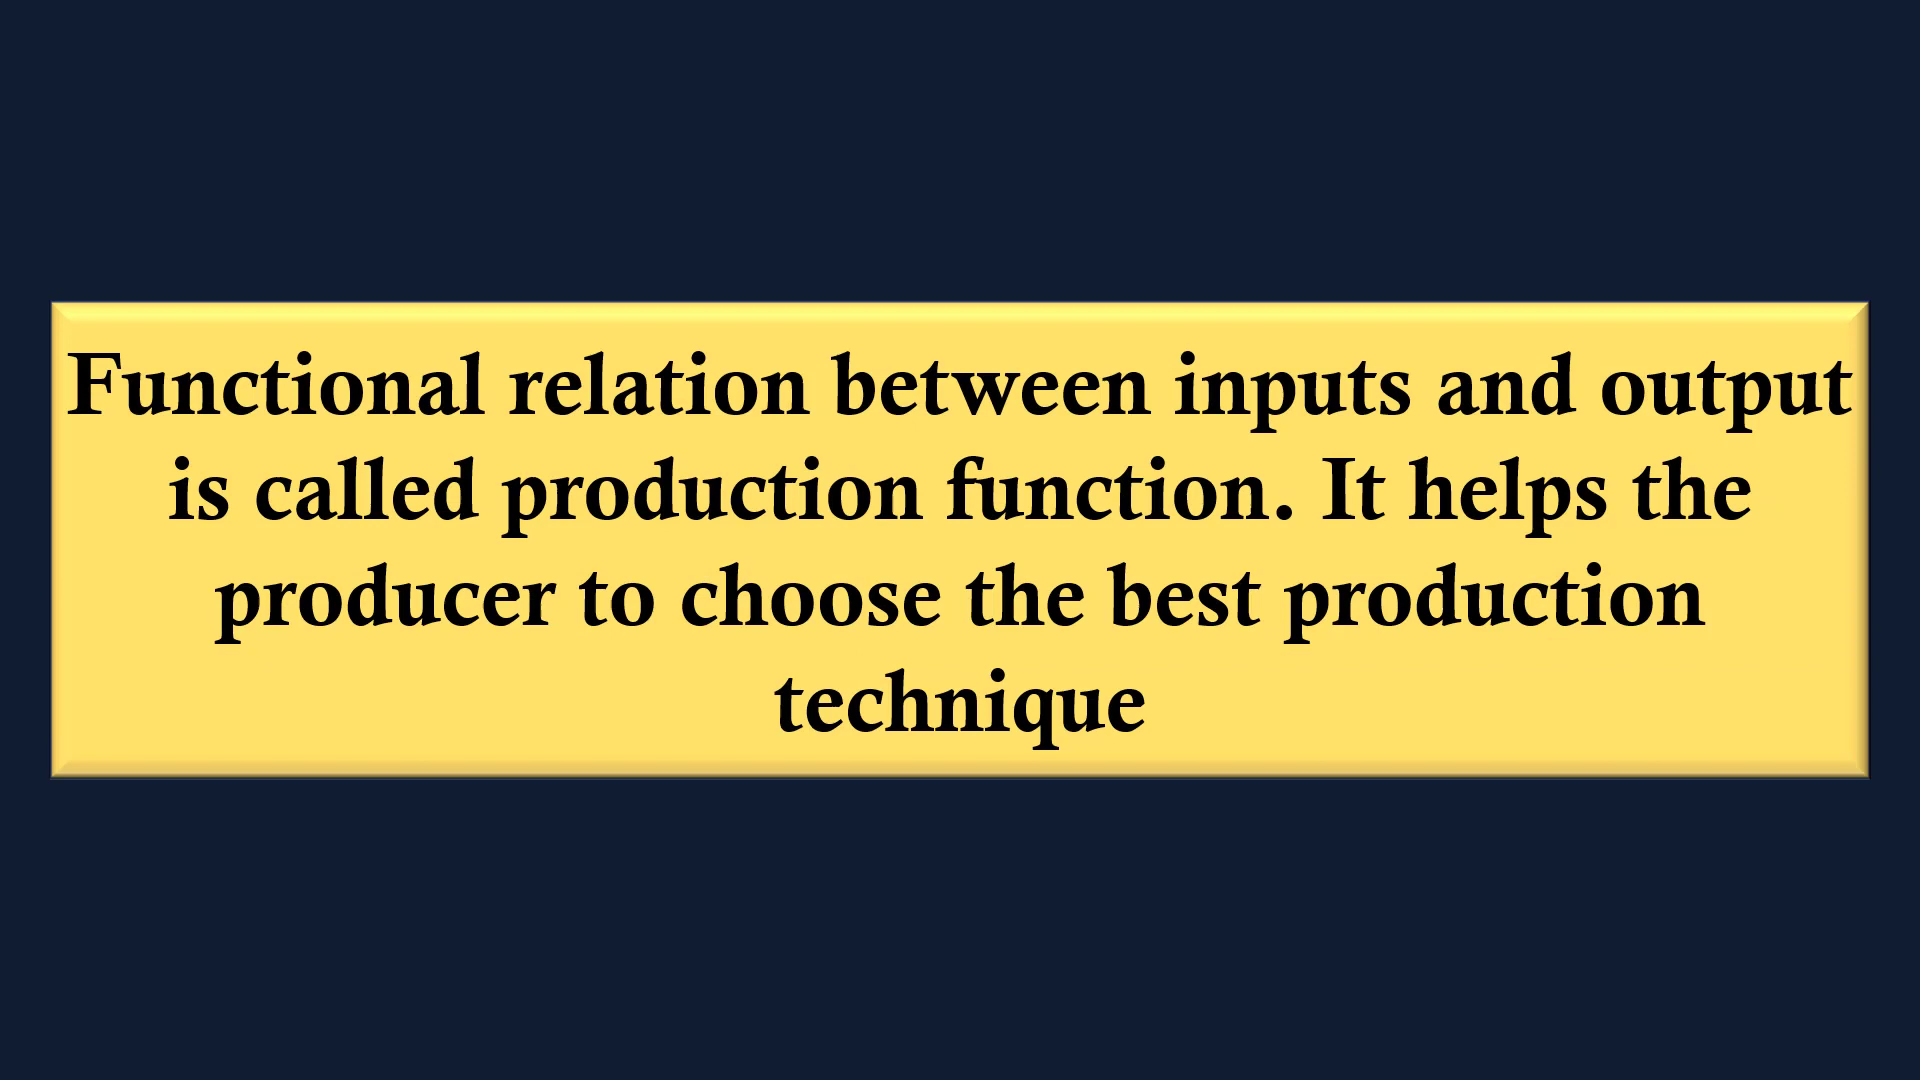 Functional relation between inputs and output
is called production function. It helps the
producer to choose the best production
technique